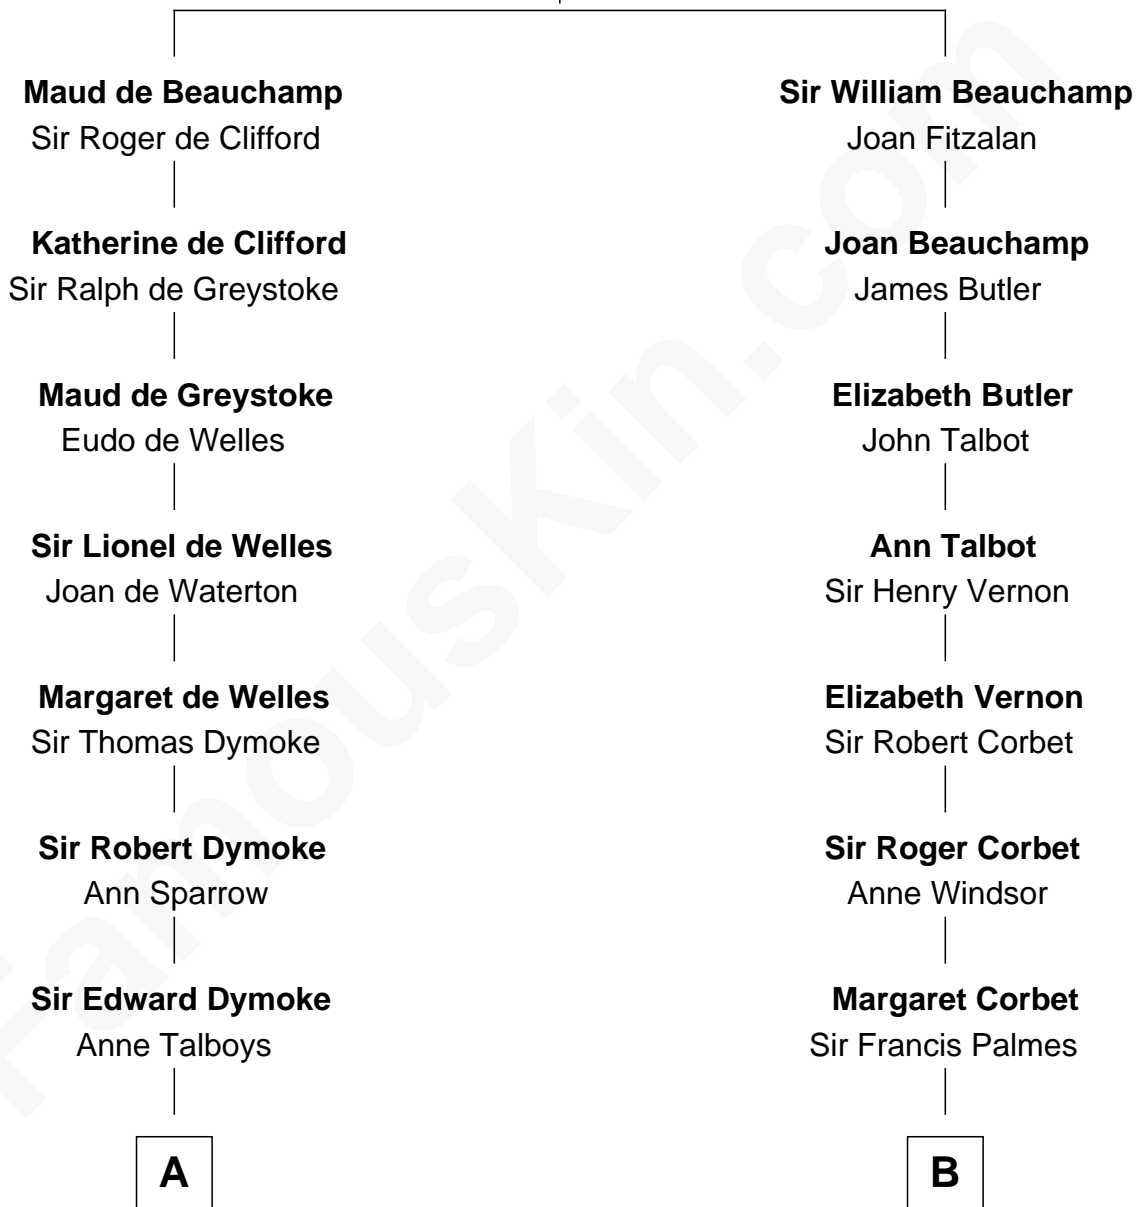 Maud de Beauchamp
Sir Roger de Clifford
Katherine de Clifford
Sir Ralph de Greystoke
Maud de Greystoke
Eudo de Welles
Sir Lionel de Welles
Joan de Waterton
Margaret de Welles
Sir Thomas Dymoke
Sir Robert Dymoke
Ann Sparrow
Sir Edward Dymoke
Anne Talboys
A
Sir William Beauchamp
Joan Fitzalan
Joan Beauchamp
James Butler
Elizabeth Butler
John Talbot
Ann Talbot
Sir Henry Vernon
Elizabeth Vernon
Sir Robert Corbet
Sir Roger Corbet
Anne Windsor
Margaret Corbet
Sir Francis Palmes
B
FamousKin.com